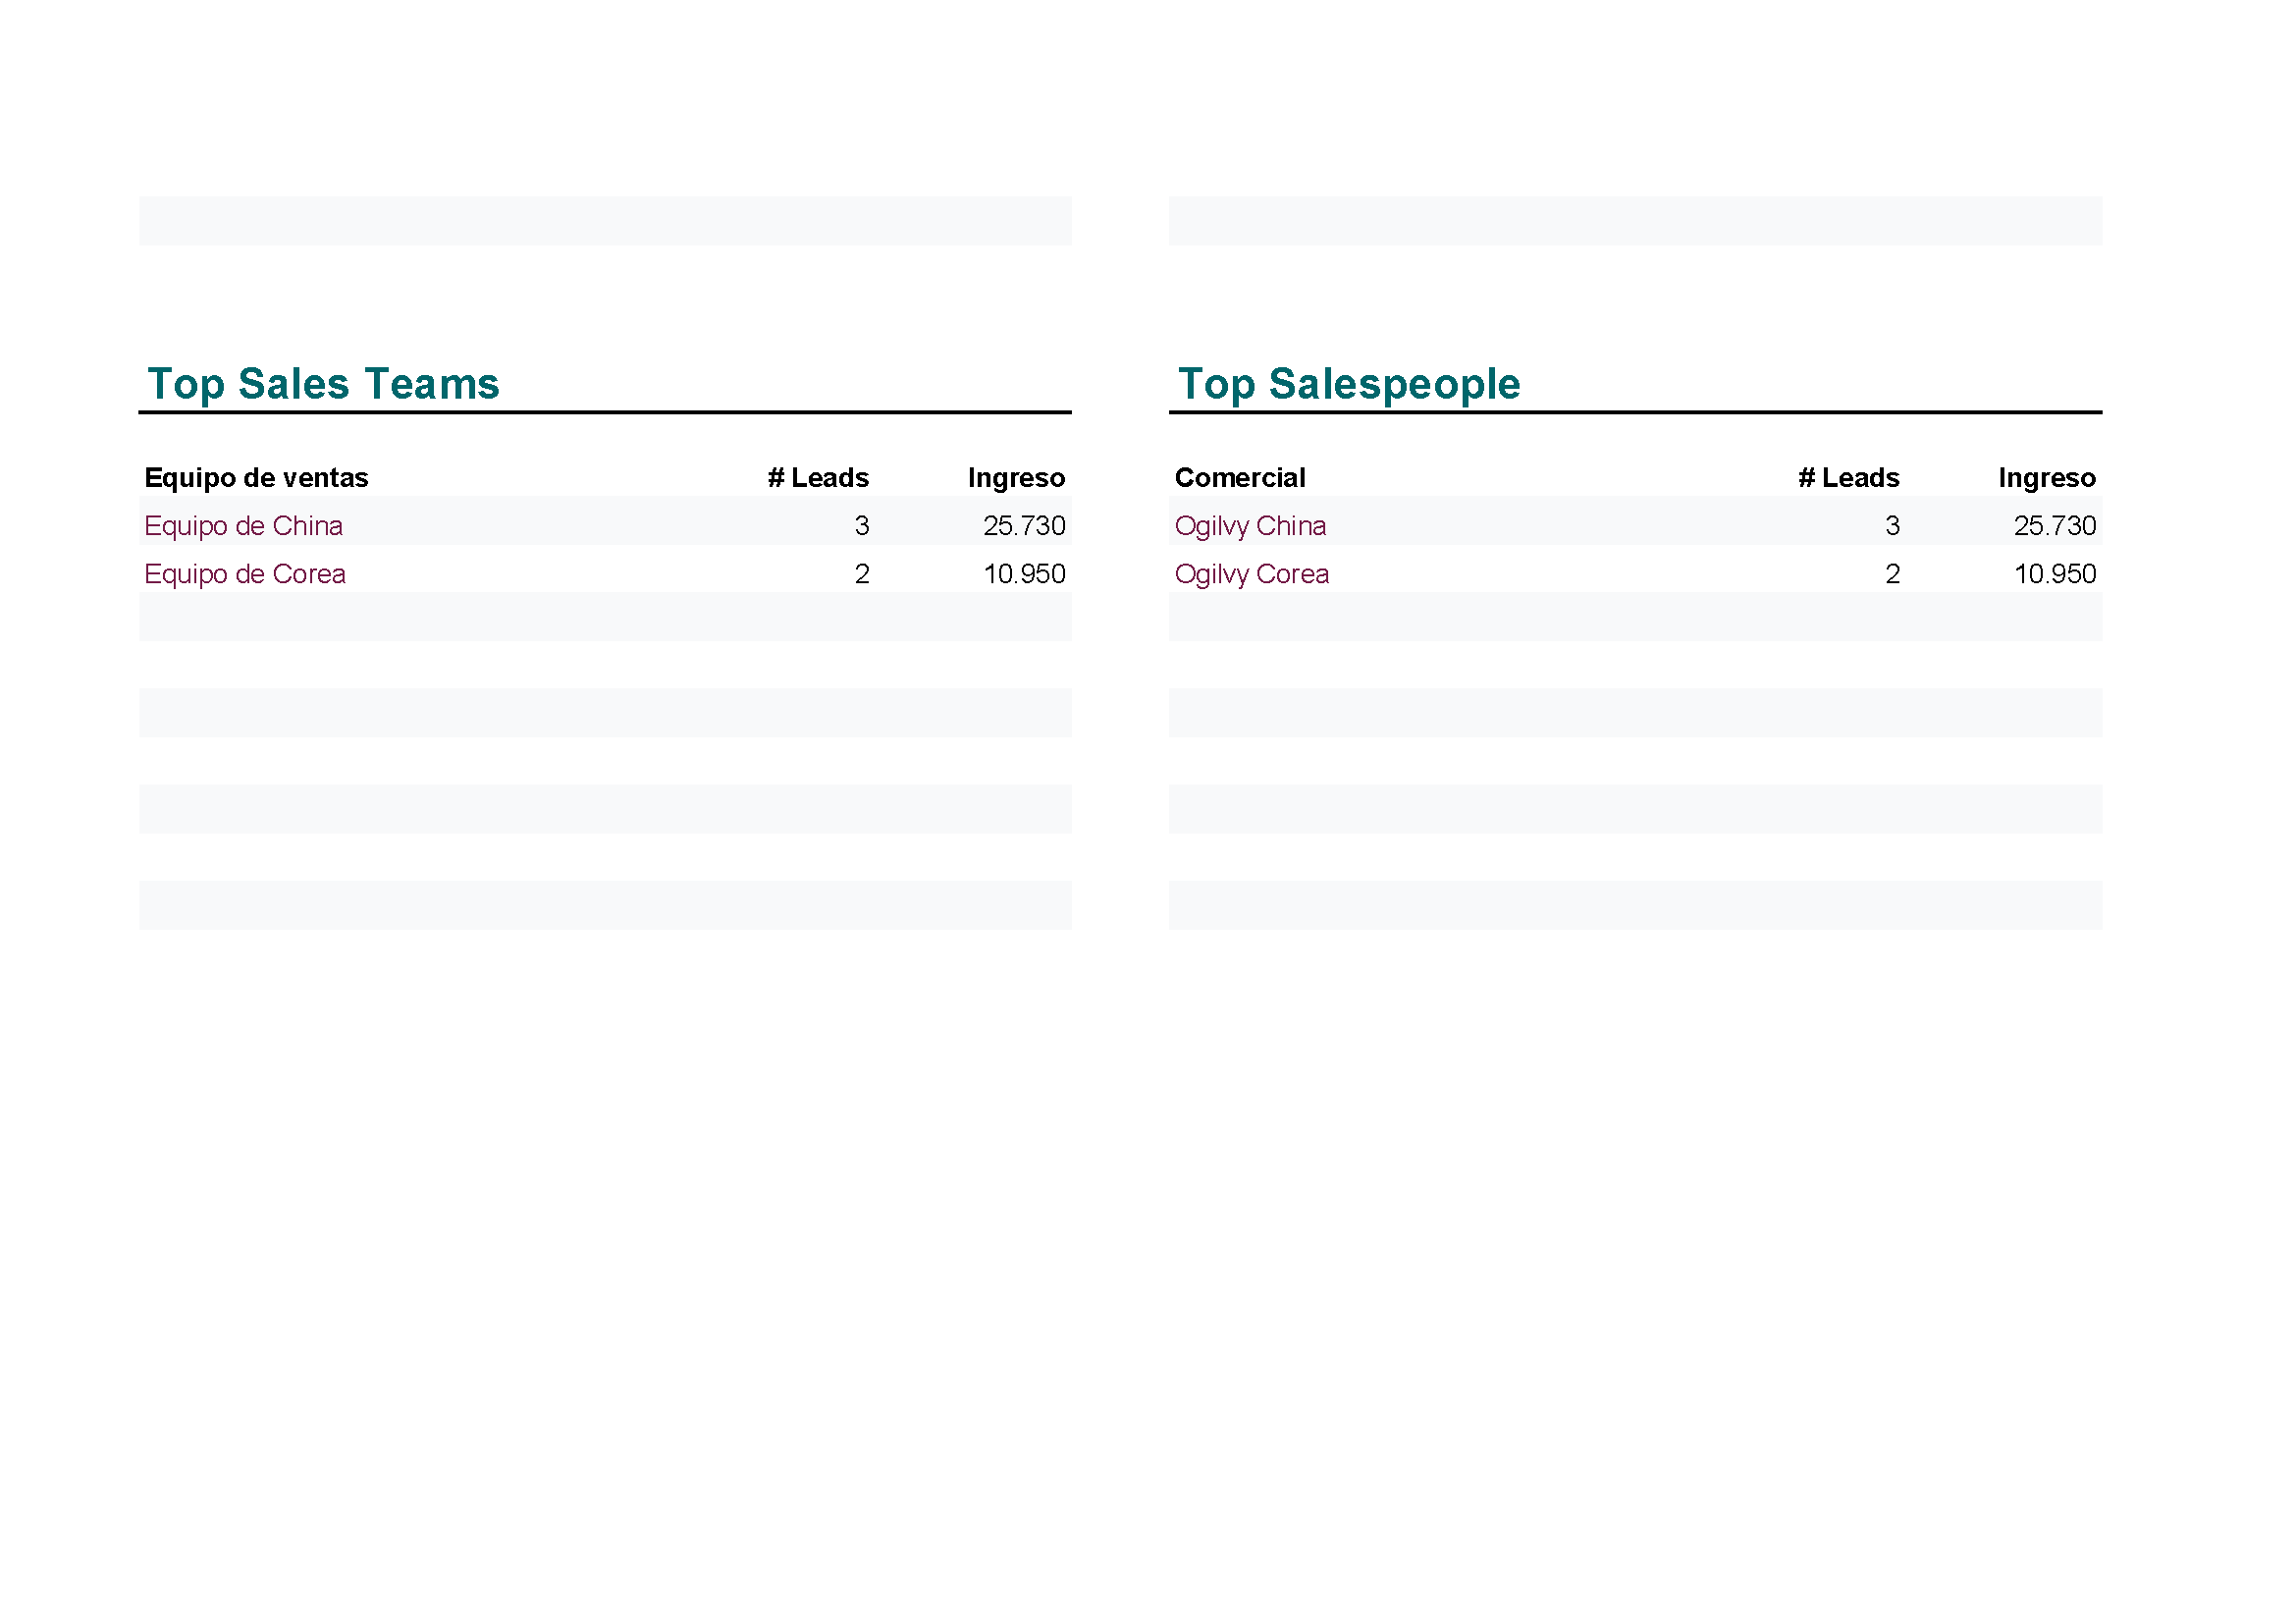 Top Sales Teams
Equipo de ventas # Leads Ingreso
Equipo de China 3 25.730
Equipo de Corea 2 10.950
Top Salespeople
Comercial # Leads Ingreso
Ogilvy China 3 25.730
Ogilvy Corea 2 10.950